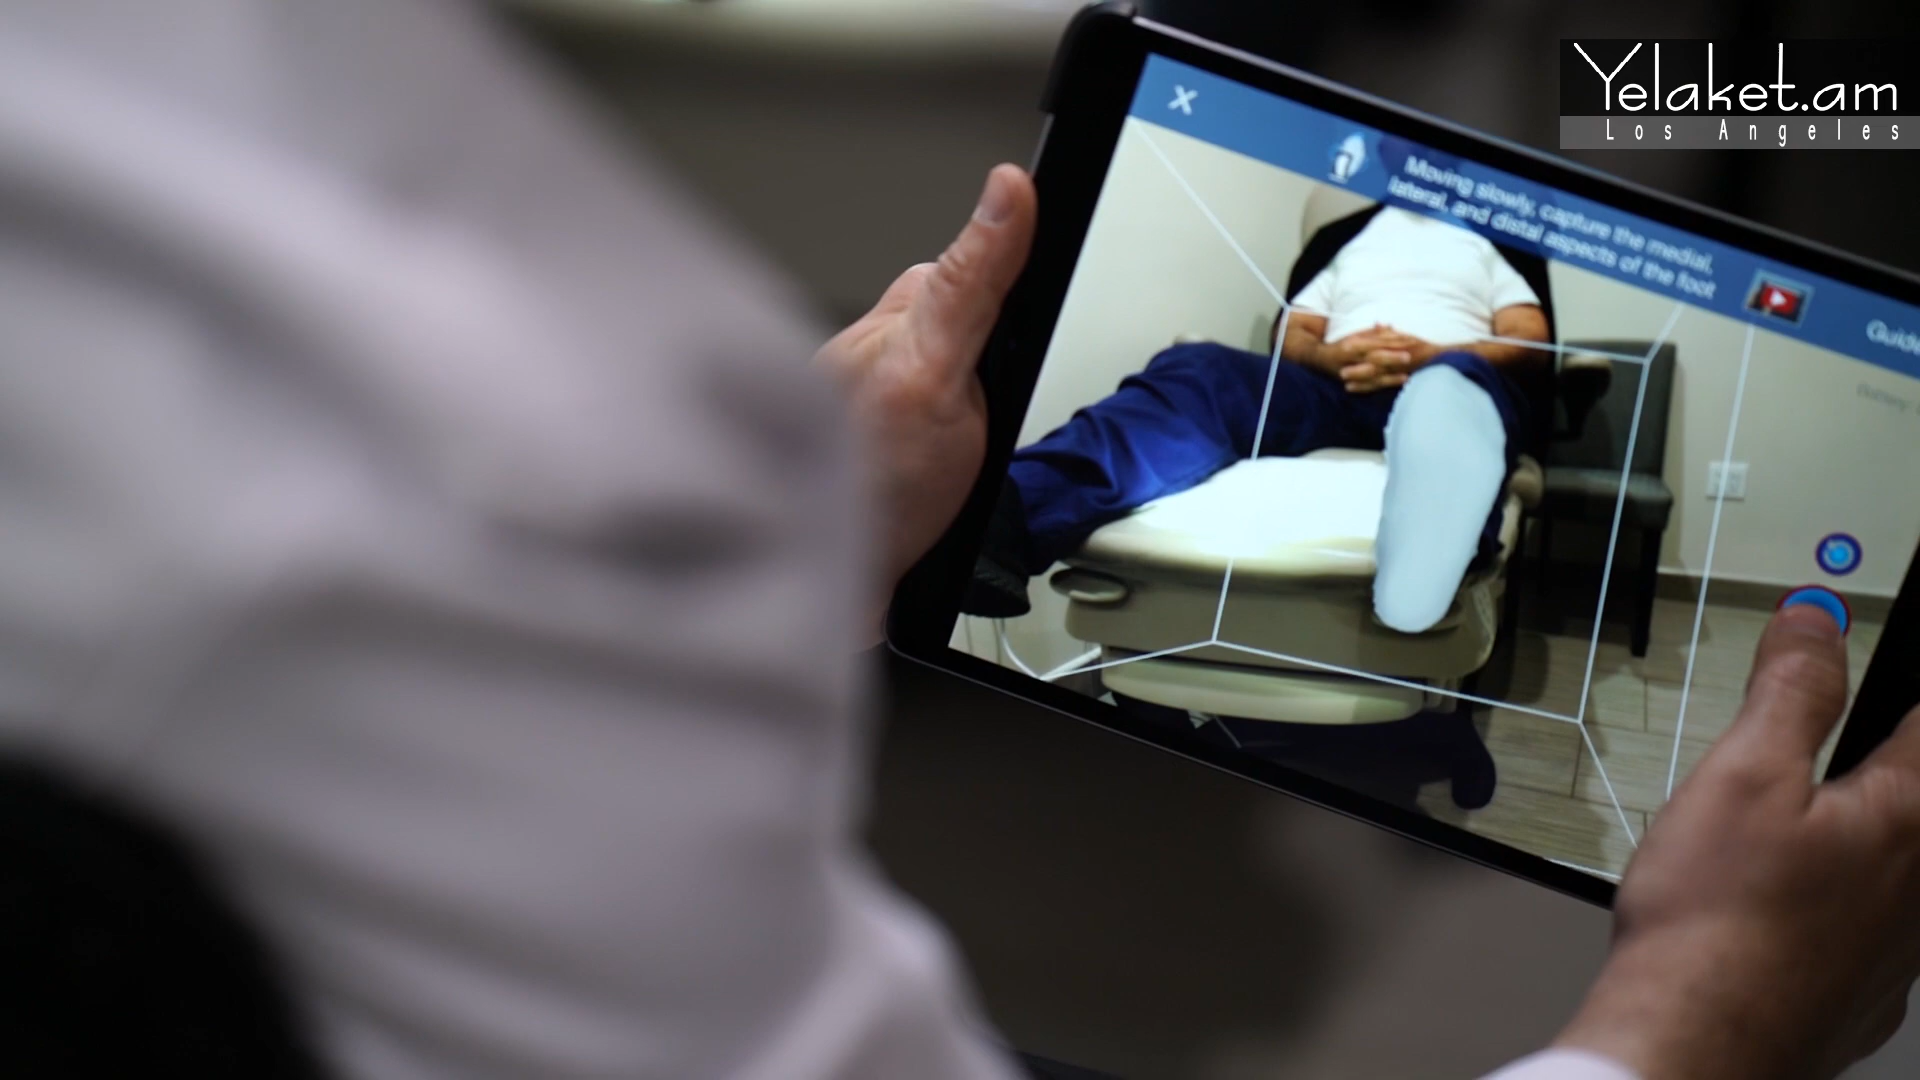 Yelaket.am
Los Angeles
X
Moving slowly, capture the medial,
lateral, and distal aspects of the foot